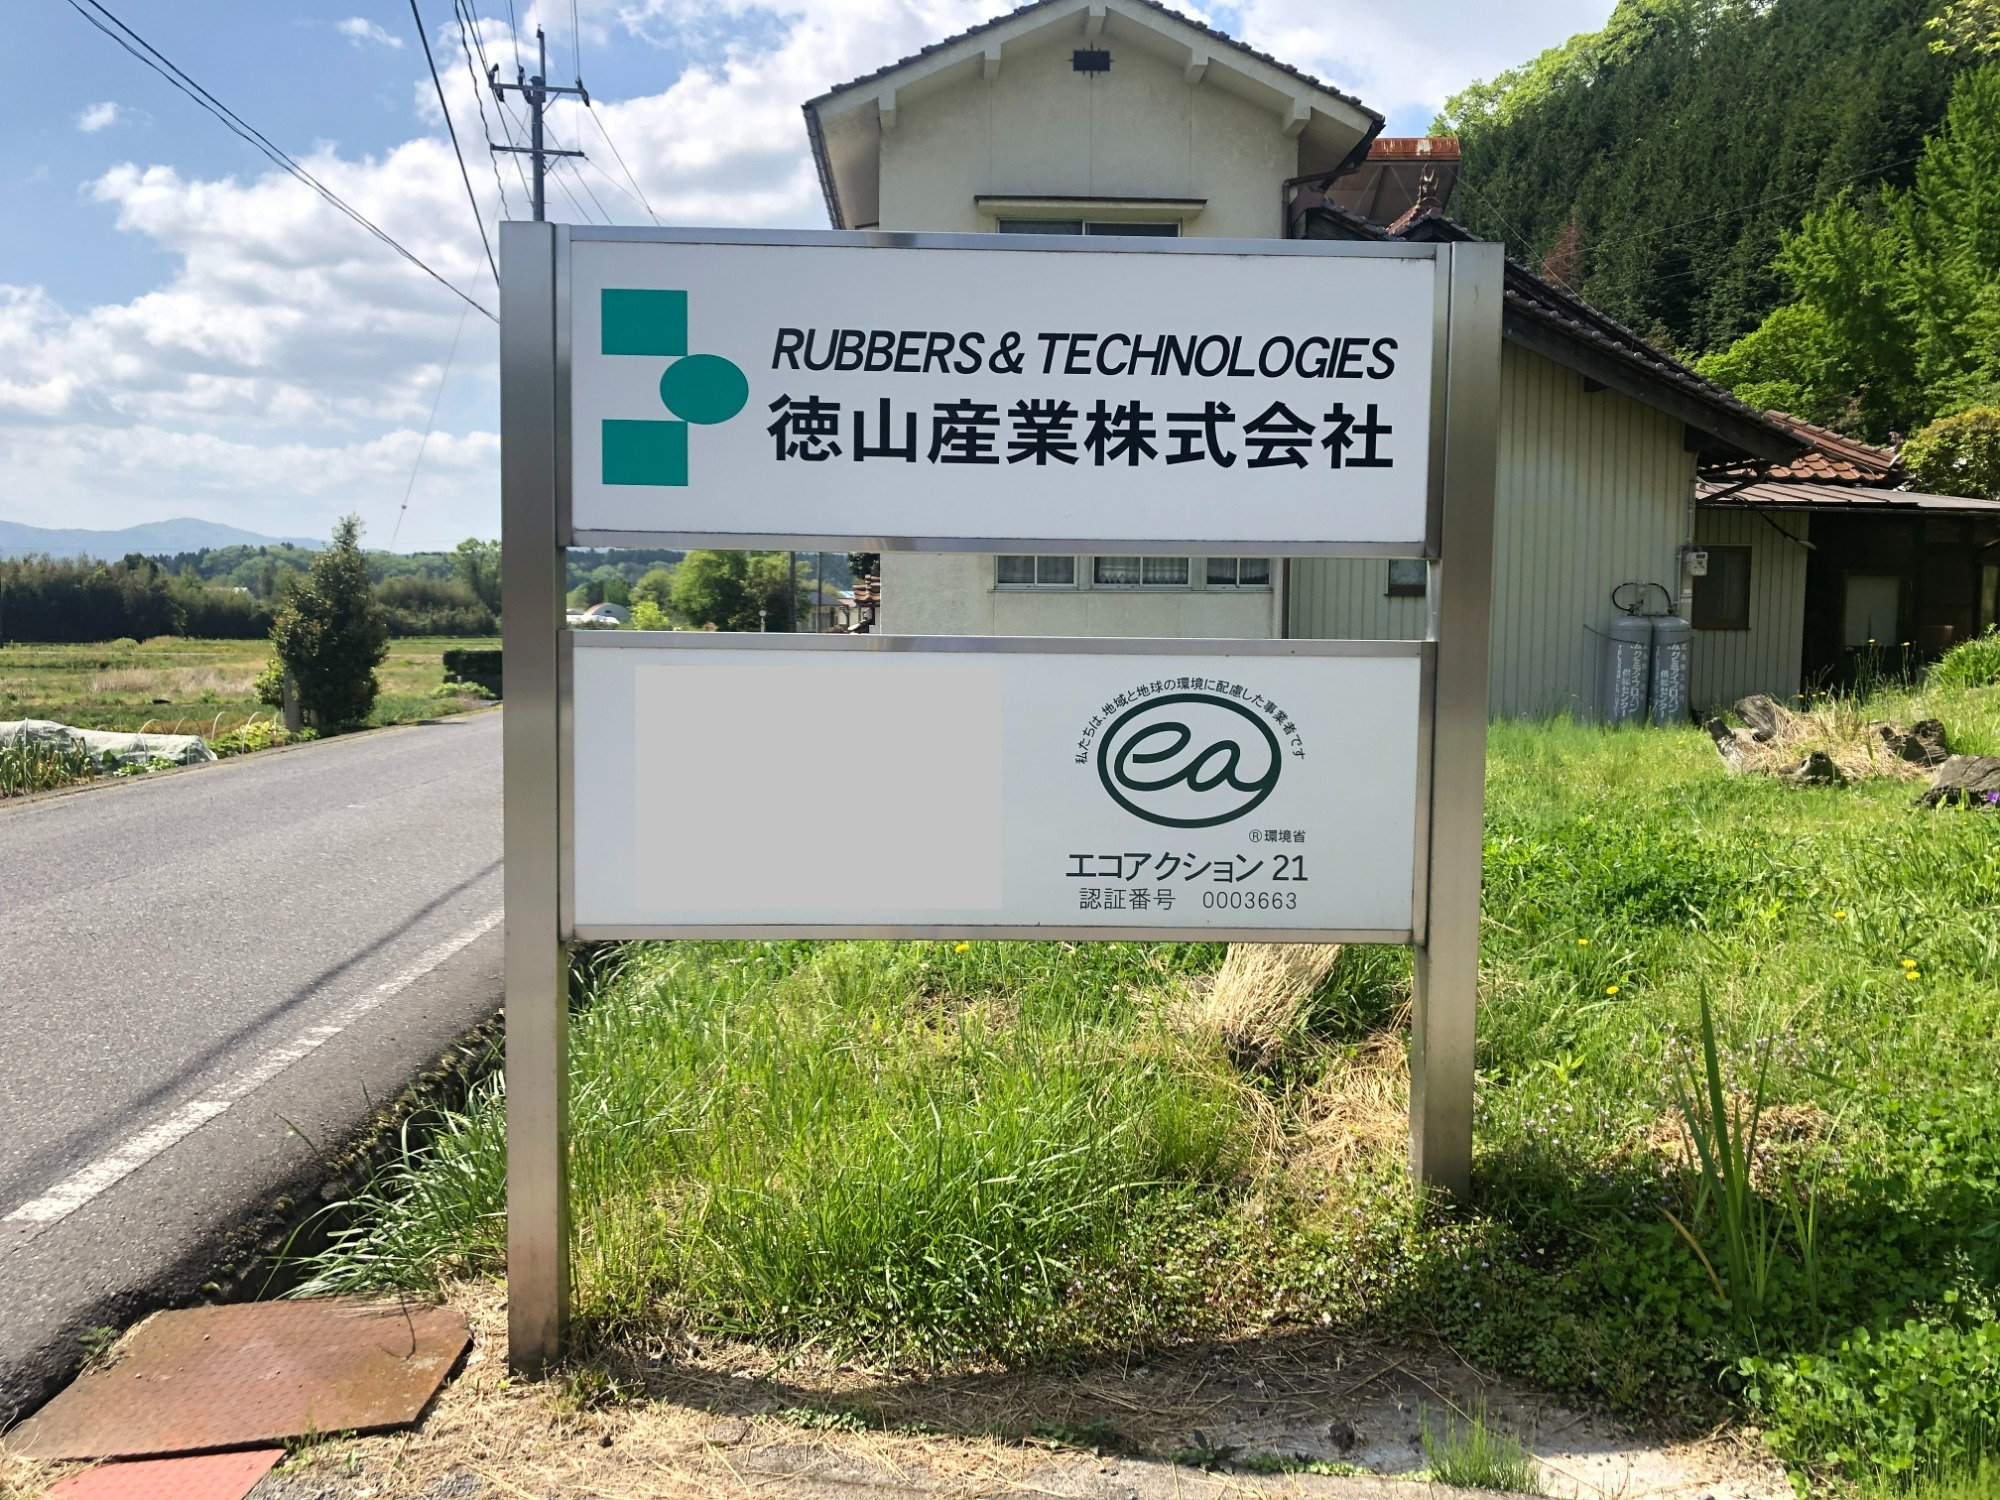 RUBBERS & TECHNOLOGIES
徳山産業株式会社
私たちは、地域と地球の環境に配慮した事業者です
ea
®環境省
エコアクション 21
認証番号 0003663